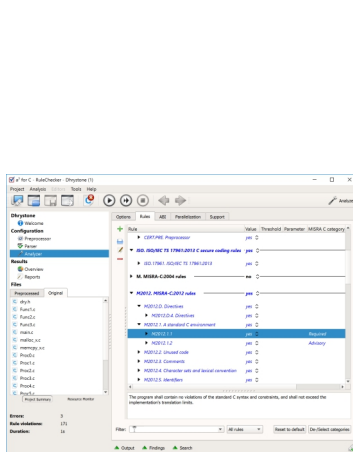 a³ for C - RuleChecker - Dhrystone (1)
Project Analysis Editors Tools Help
Analyze
Dhrystone
Welcome
Configuration
Preprocessor
Parser
Analyzer
Results
Overview
Reports
Files
Preprocessed Original
dry.h
Func1.c
Func2.c
Func3.c
main.c
malloc_s.c
memcpy_s.c
Proc0.c
Proc1.c
Proc2.c
Proc3.c
Proc4.c
Proc5.c
Project Summary Resource Monitor
Errors: 3
Rule violations: 171
Duration: 1s
Options Rules ABI Parallelization Support
Rule Value Threshold Parameter MISRA C category
CERT.PRE. Preprocessor yes
ISO. ISO/IEC TS 17961:2013 C secure coding rules yes
ISO.17961. ISO/IEC TS 17961:2013 yes
M. MISRA-C:2004 rules no
M2012. MISRA-C:2012 rules yes
M2012.D. Directives yes
M2012.D.A. Directives yes
M2012.1. A standard C environment yes
M2012.1.1 yes Required
M2012.1.2 yes Advisory
M2012.2. Unused code yes
M2012.3. Comments yes
M2012.4. Character sets and lexical convention yes
M2012.5. Identifiers yes
The program shall contain no violations of the standard C syntax and constraints, and shall not exceed the
implementation's translation limits.
Filter: All rules Reset to default De-/Select categories
Output Findings Search